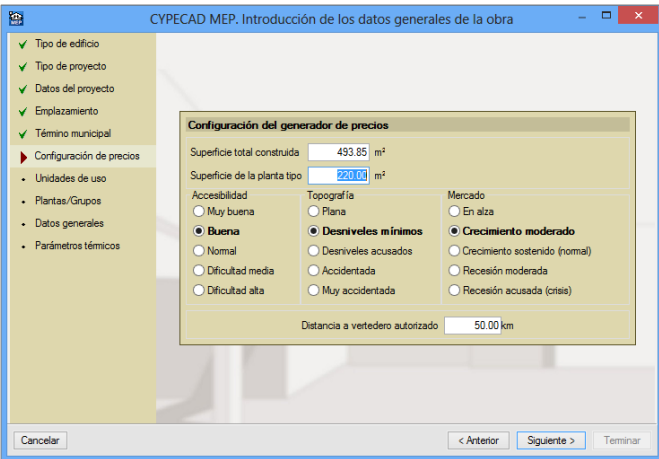 MEP
CYPECAD MEP. Introducción de los datos generales de la obra
Tipo de edificio
Tipo de proyecto
Datos del proyecto
Emplazamiento
Término municipal
Configuración de precios
Unidades de uso
Plantas/Grupos
Datos generales
Parámetros térmicos
Configuración del generador de precios
Superficie total construida 493.85 m²
Superficie de la planta tipo 220.00 m²
Accesibilidad
Muy buena
Buena
Normal
Dificultad media
Dificultad alta
Topografía
Plana
Desniveles mínimos
Desniveles acusados
Accidentada
Muy accidentada
Mercado
En alza
Crecimiento moderado
Crecimiento sostenido (normal)
Recesión moderada
Recesión acusada (crisis)
Distancia a vertedero autorizado 50.00 km
Cancelar
< Anterior
Siguiente >
Terminar